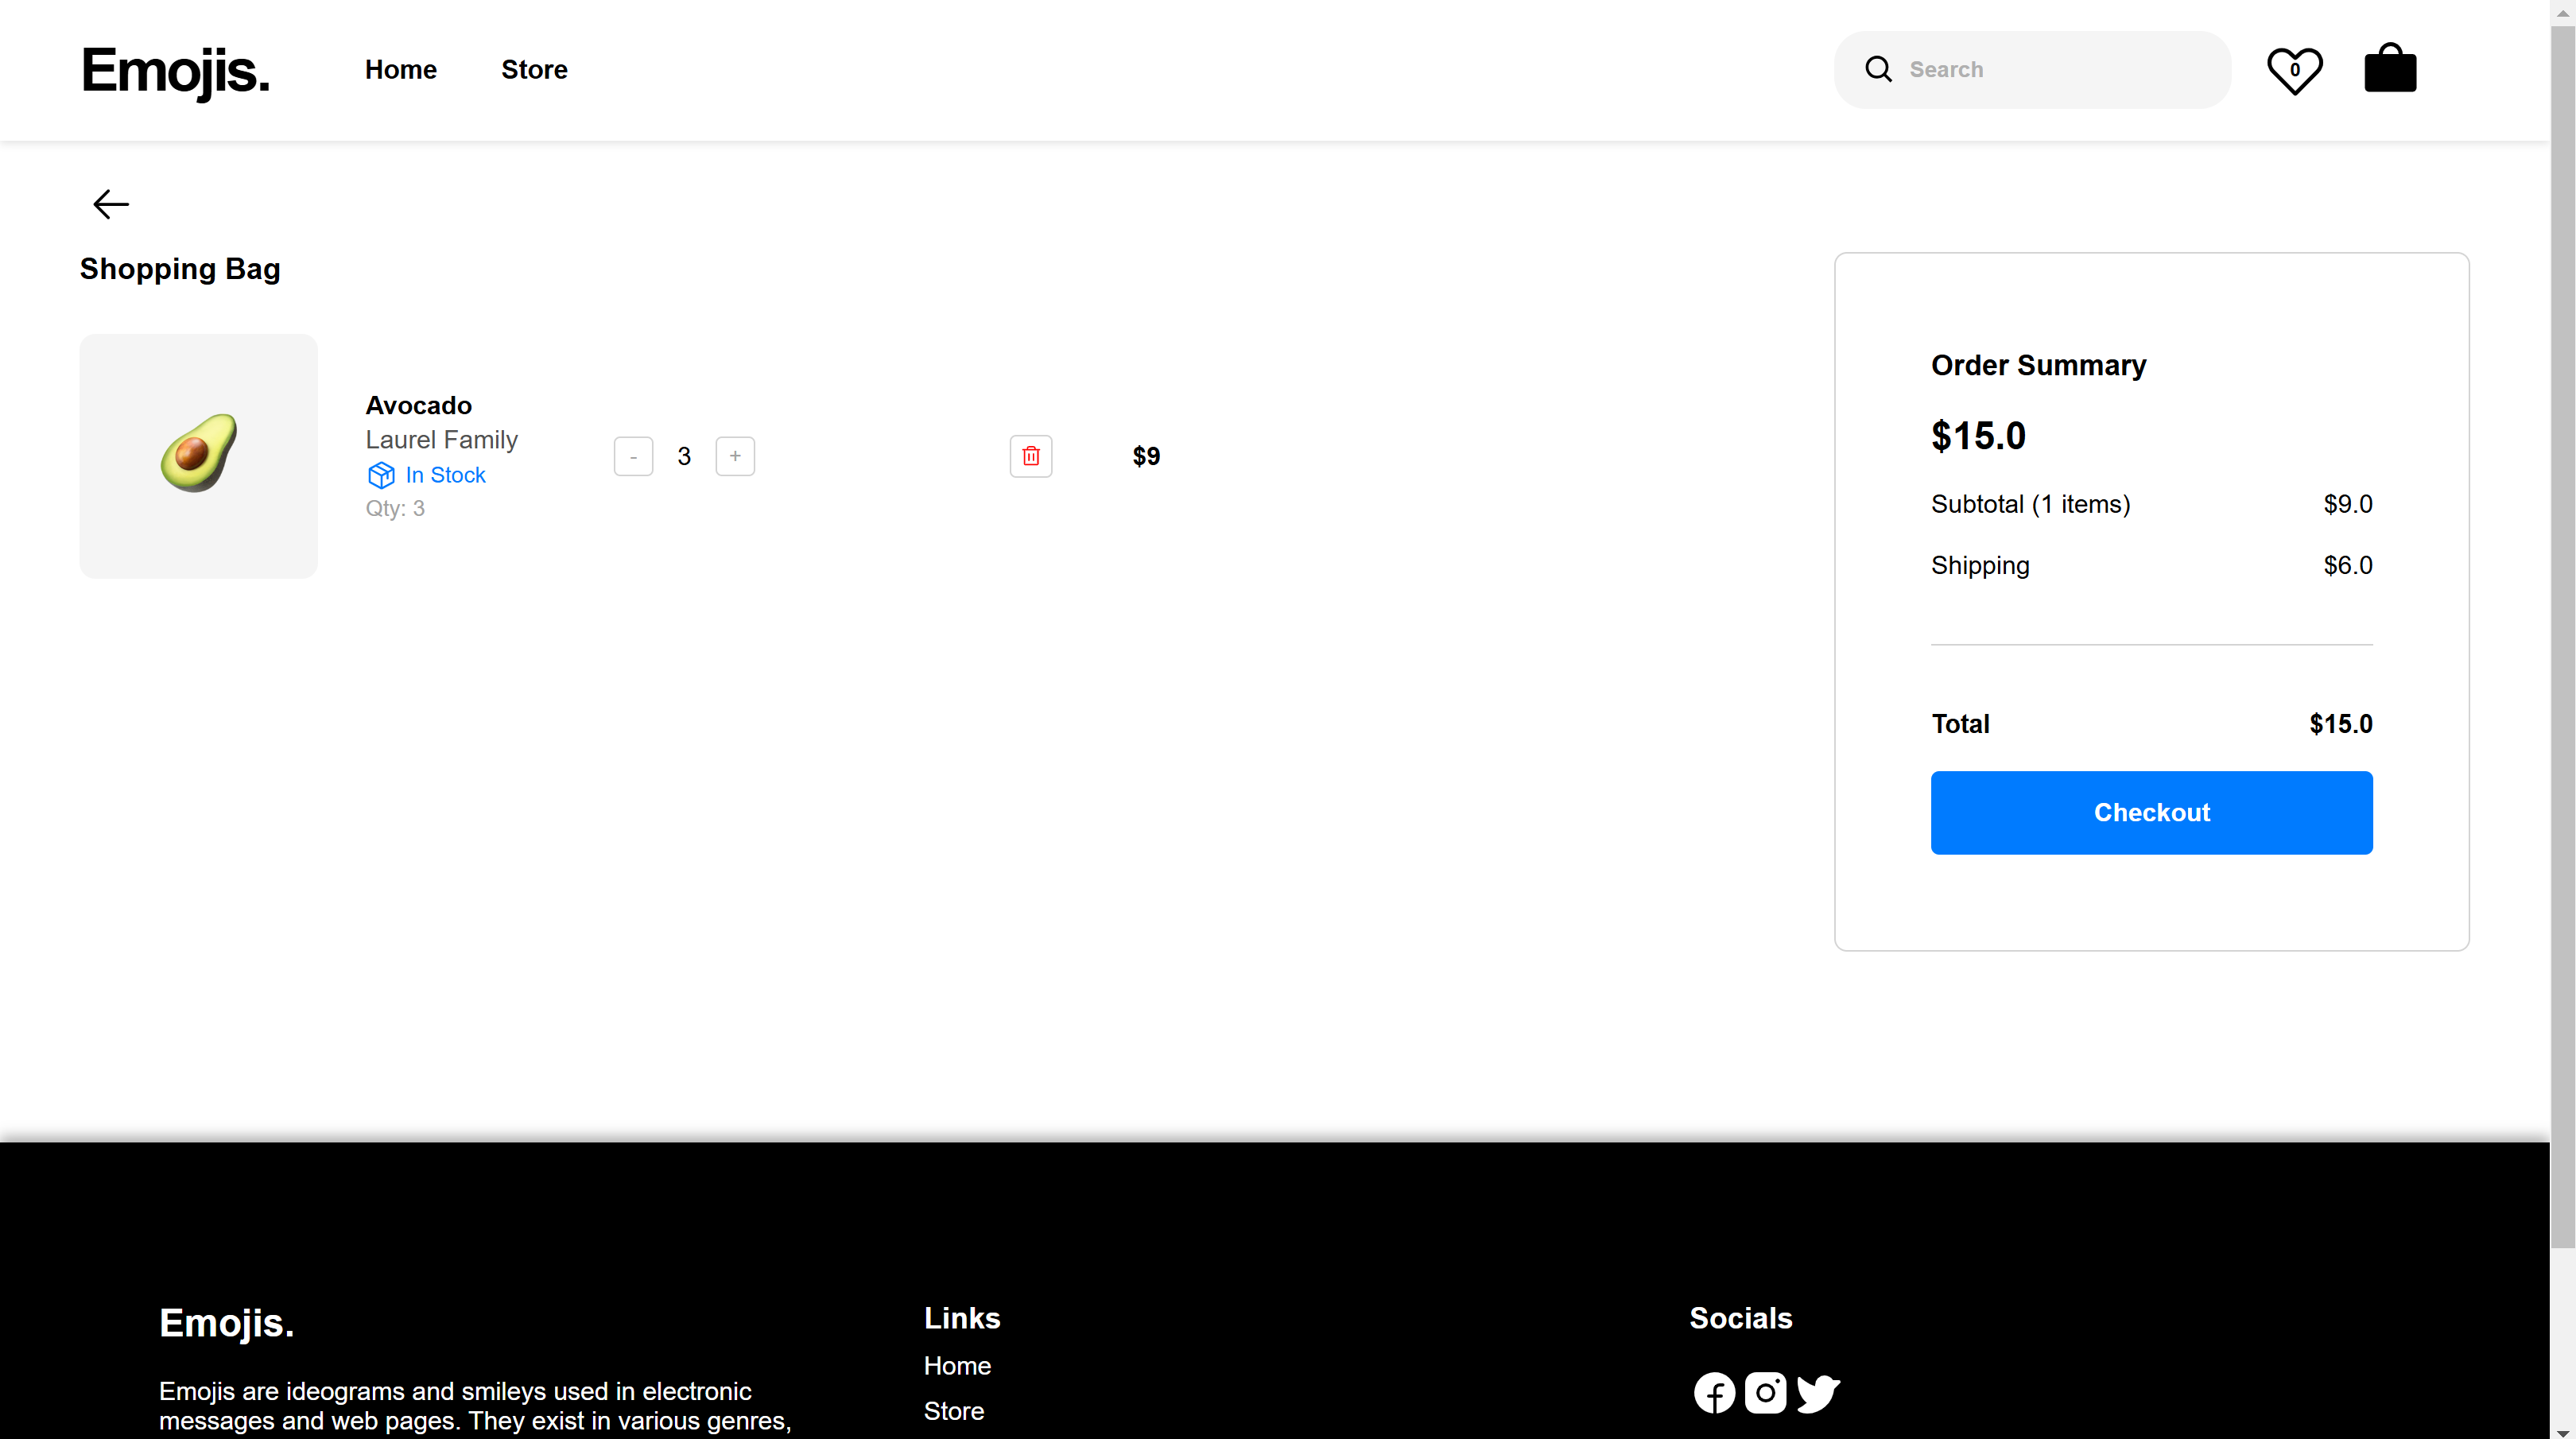 Emojis.
Home
Store
Search
0
Shopping Bag
Avocado
Laurel Family
In Stock
Qty: 3
-
3
+
$9
Order Summary
$15.0
Subtotal (1 items) $9.0
Shipping $6.0
Total $15.0
Checkout
Emojis.
Emojis are ideograms and smileys used in electronic
messages and web pages. They exist in various genres,
Links
Home
Store
Socials